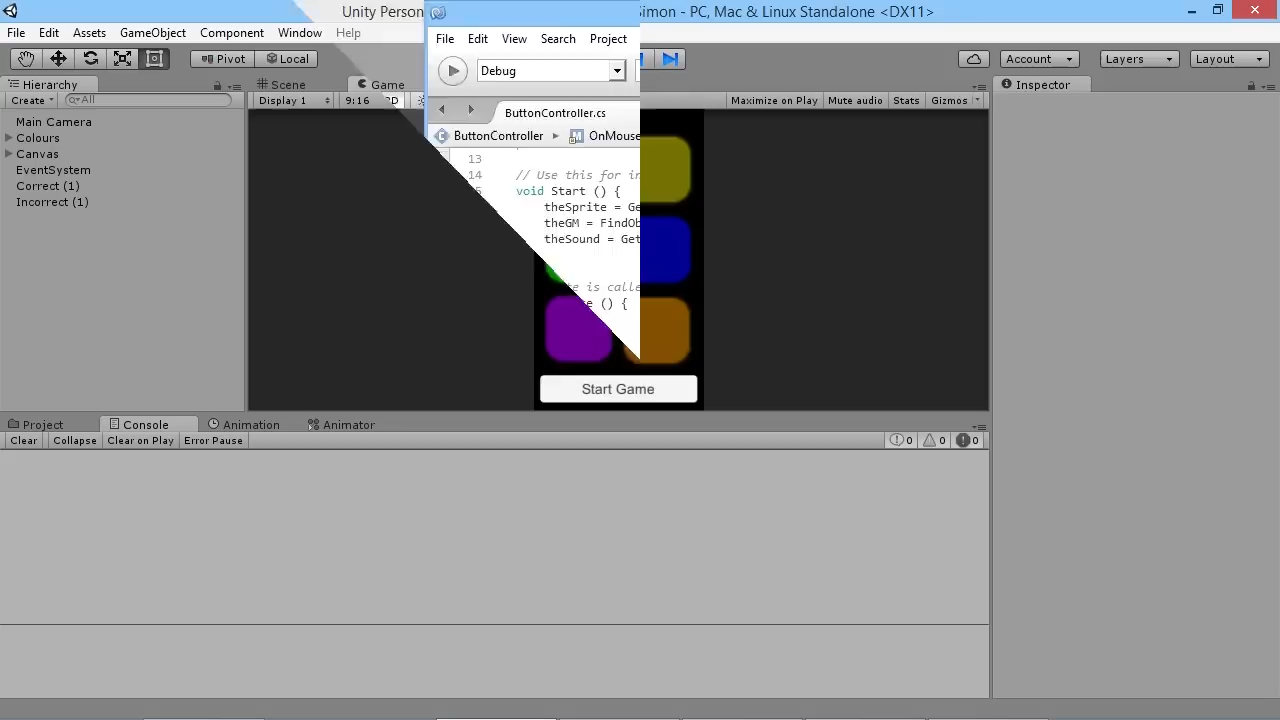 Unity Person
Simon - PC, Mac & Linux Standalone <DX11>
File Edit Assets GameObject Component Window Help
File Edit View Search Project
Pivot Local
Debug
Account Layers Layout
Hierarchy
Scene Game
Inspector
Create All
Display 1 9:16
Maximize on Play Mute audio Stats Gizmos
ButtonController.cs
ButtonController OnMouse
Main Camera
Colours
Canvas
EventSystem
Correct (1)
Incorrect (1)
13
14 // Use this for in
void Start () {
theSprite = Ge
theGM = FindOb
theSound = Get
te is calle
e () {
Start Game
Project Console Animation Animator
Clear Collapse Clear on Play Error Pause 0 0 0